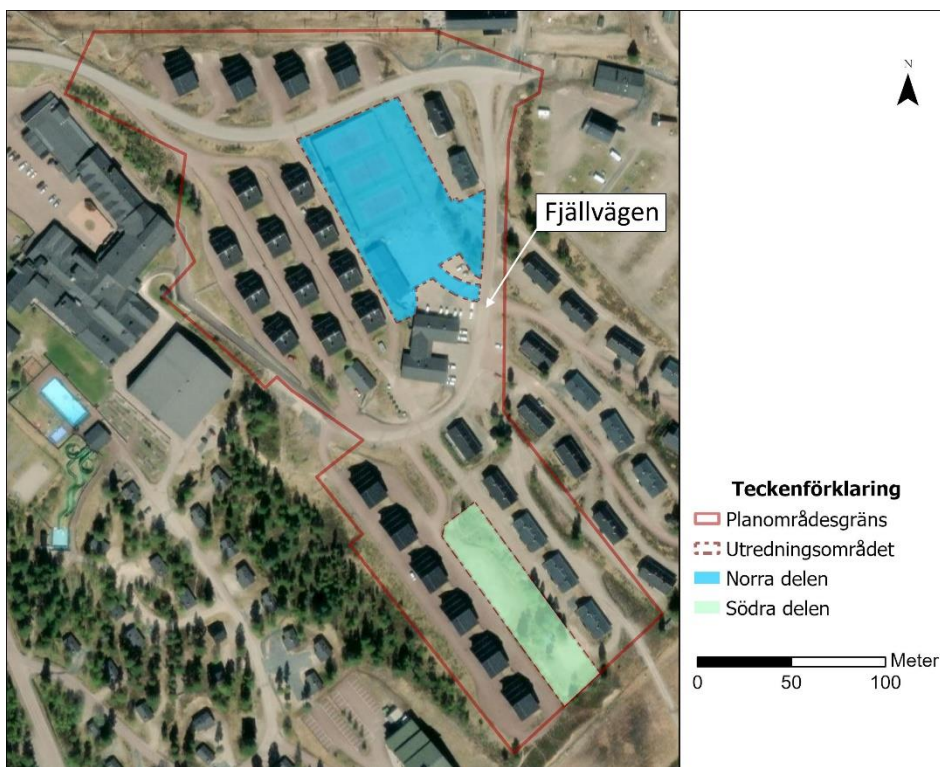 N
Fjällvägen
Teckenförklaring
Planområdesgräns
Utredningsområdet
Norra delen
Södra delen
Meter
0 50 100